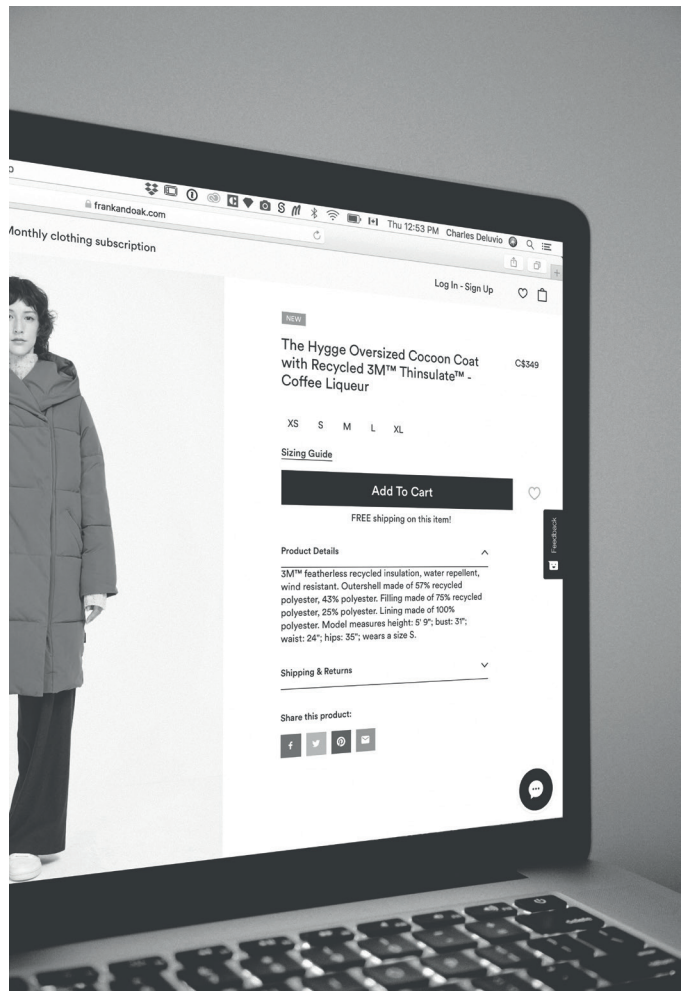 Thu 12:53 PM Charles Deluvio
frankandoak.com
Monthly clothing subscription
Log In - Sign Up
NEW
The Hygge Oversized Cocoon Coat
with Recycled 3M™ Thinsulate™ -
Coffee Liqueur
C$349
XS S M L XL
Sizing Guide
Add To Cart
FREE shipping on this item!
Feedback
Product Details
3M™ featherless recycled insulation, water repellent,
wind resistant. Outershell made of 57% recycled
polyester, 43% polyester. Filling made of 75% recycled
polyester, 25% polyester. Lining made of 100%
polyester. Model measures height: 5' 9"; bust: 31";
waist: 24"; hips: 35"; wears a size S.
Shipping & Returns
Share this product: